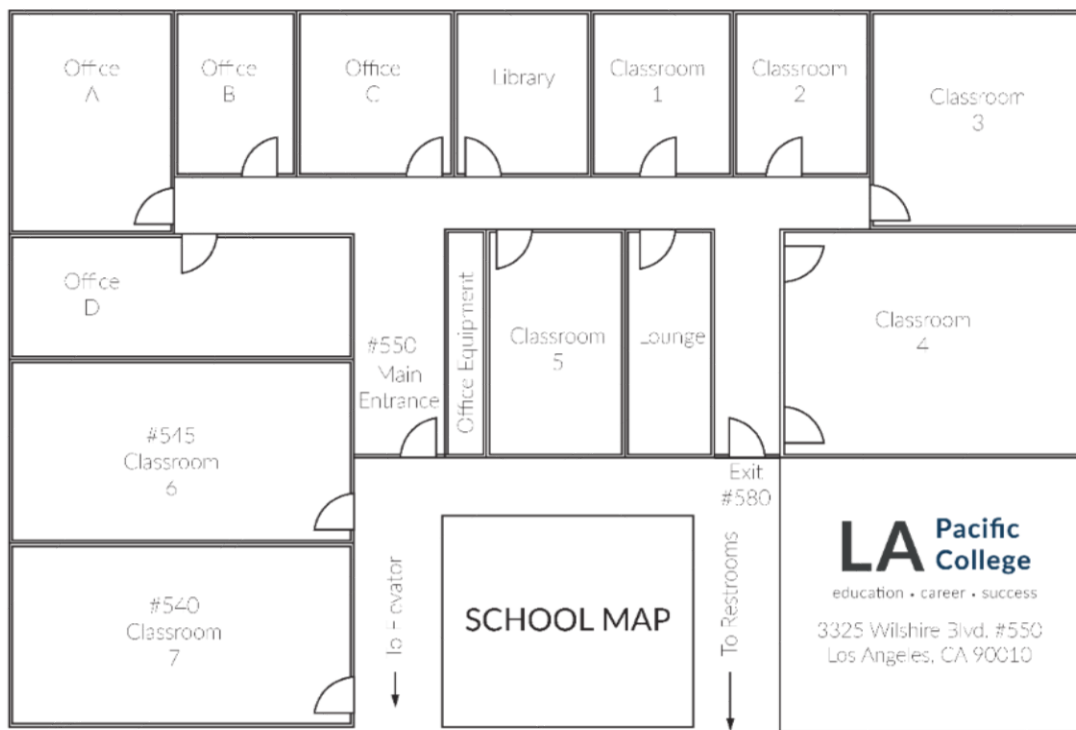 Office
A
Office
B
Office
C
Library
Classroom
1
Classroom
2
Classroom
3
Office
D
#550
Main
Entrance
Office Equipment
Classroom
5
Lounge
Classroom
4
#545
Classroom
6
Exit
#580
#540
Classroom
7
To Elevator
SCHOOL MAP
To Restrooms
LA Pacific
College
education • career • success
3325 Wilshire Blvd. #550
Los Angeles, CA 90010